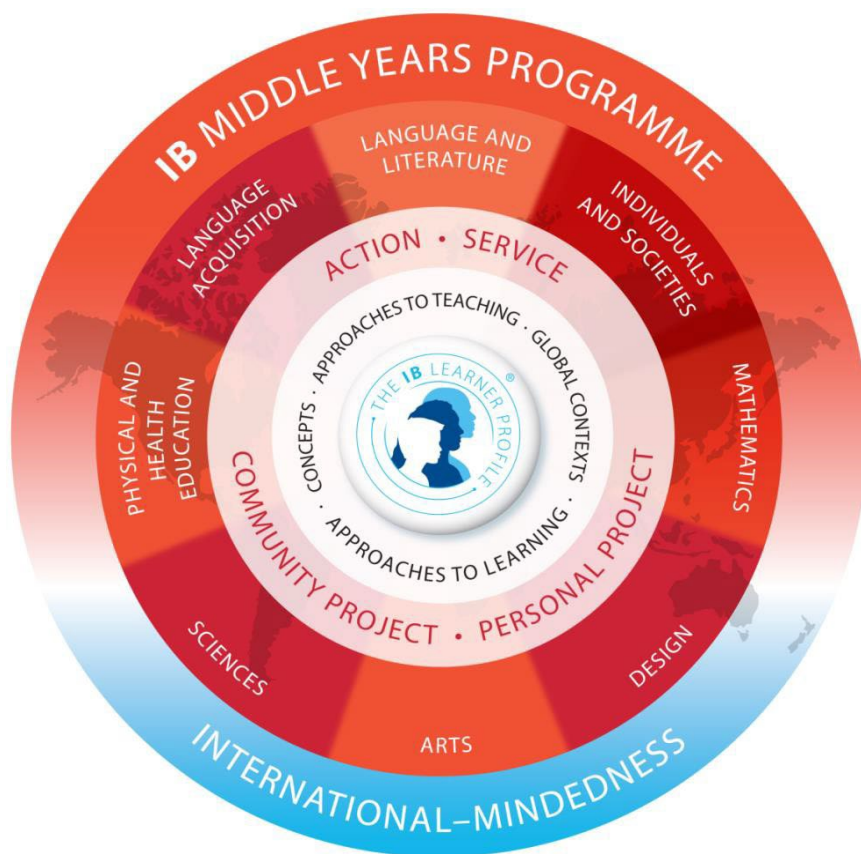 IB MIDDLE YEARS PROGRAMME
LANGUAGE AND
LITERATURE
INDIVIDUALS
AND SOCIETIES
MATHEMATICS
DESIGN
ARTS
SCIENCES
PHYSICAL AND
HEALTH
EDUCATION
LANGUAGE
ACQUISITION
ACTION • SERVICE
COMMUNITY PROJECT • PERSONAL PROJECT
APPROACHES TO TEACHING · GLOBAL CONTEXTS ·
APPROACHES TO LEARNING · CONCEPTS ·
THE IB LEARNER PROFILE ®
INTERNATIONAL–MINDEDNESS